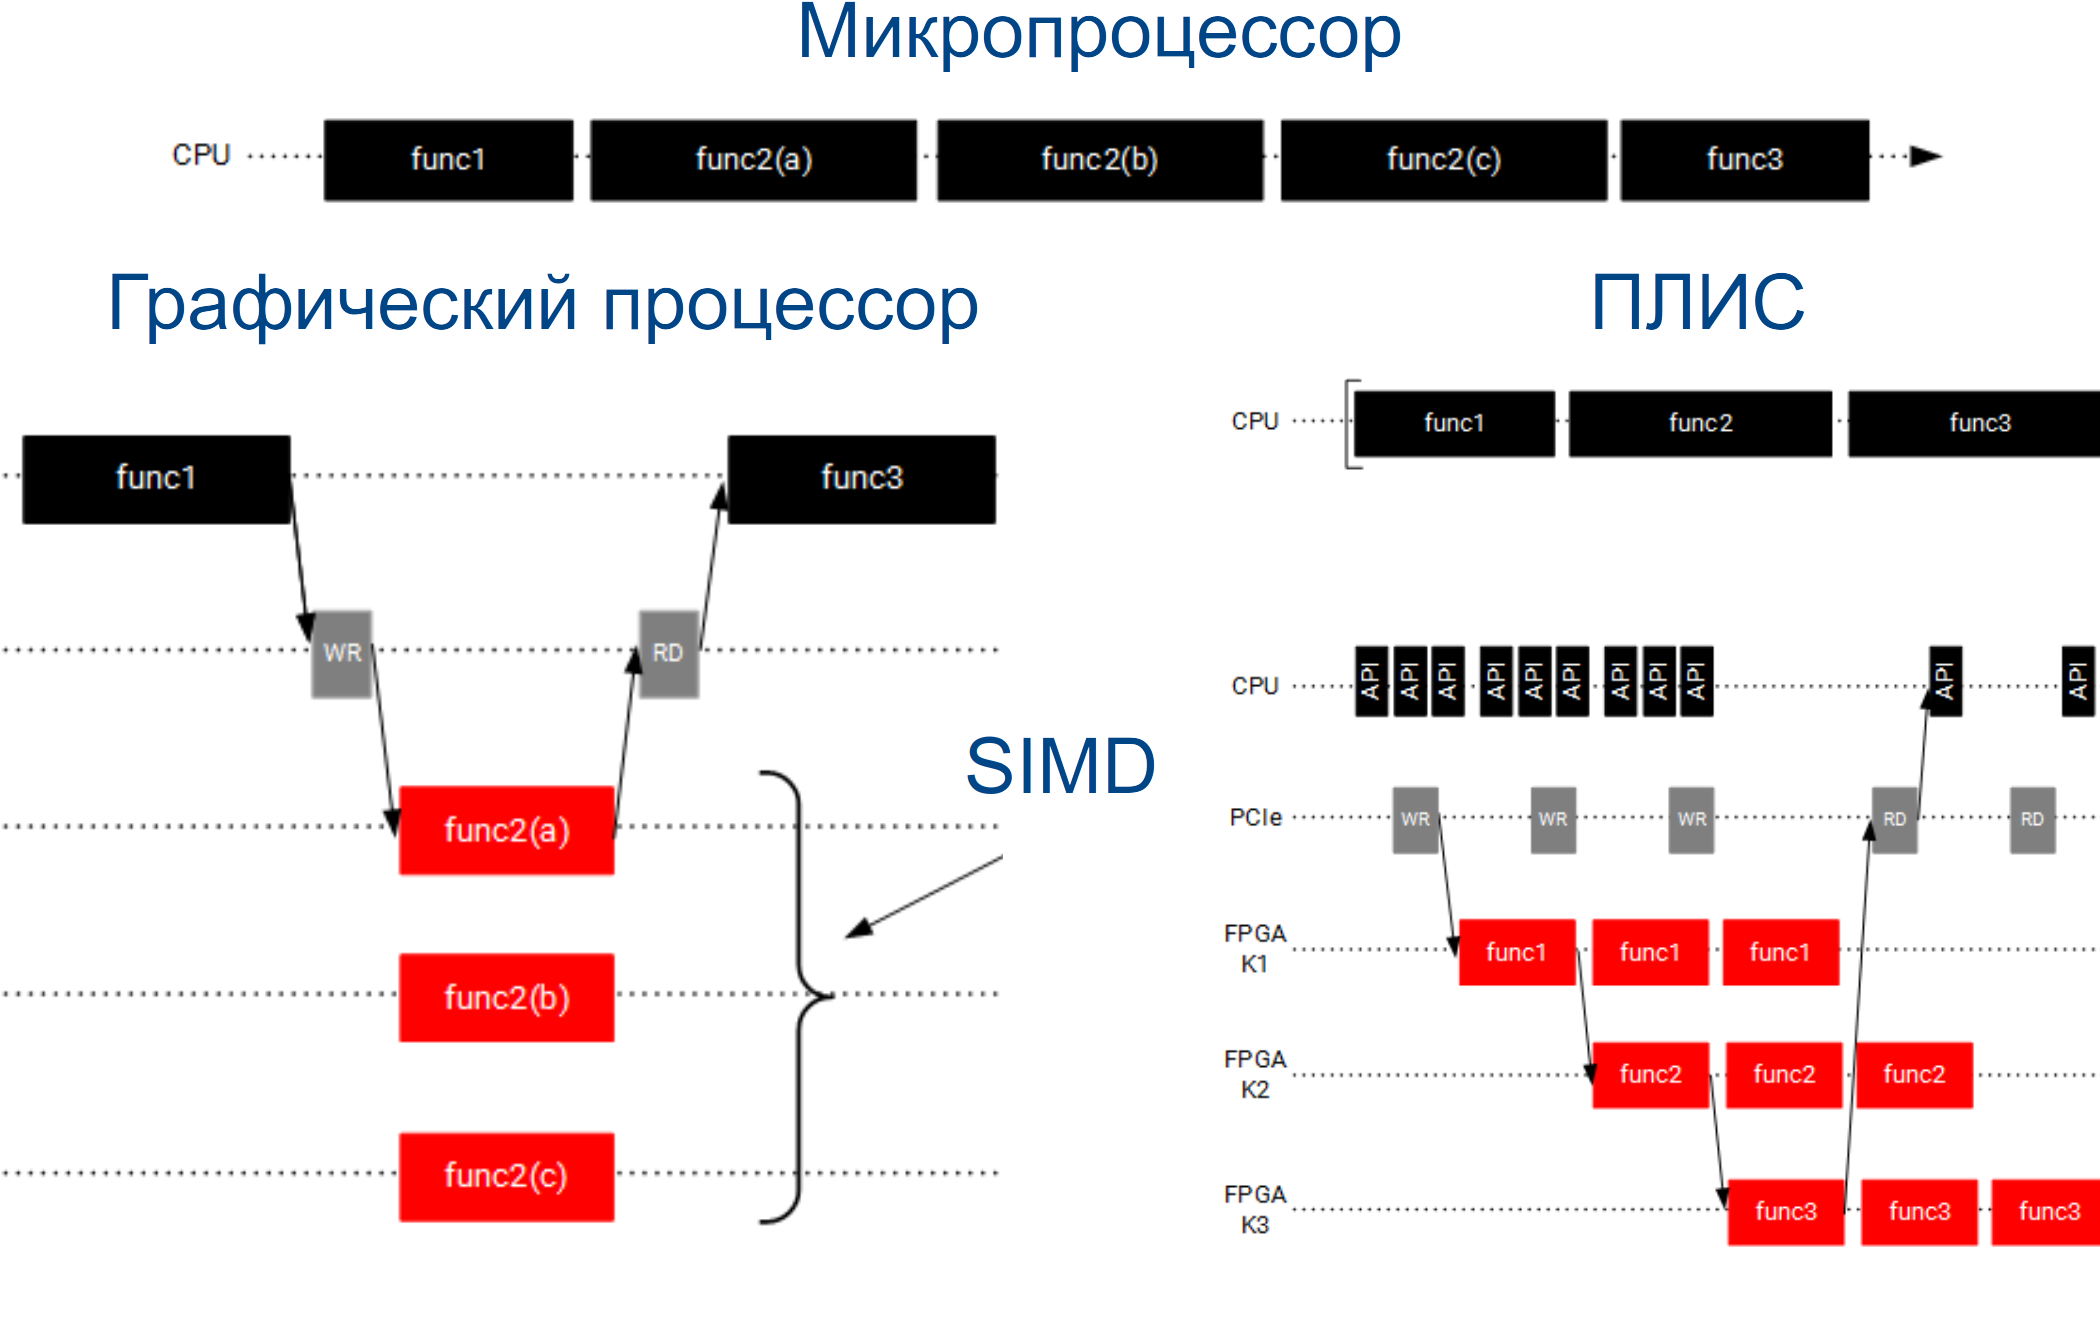 Микропроцессор
CPU func1 func2(a) func2(b) func2(c) func3
Графический процессор
func1 func3
WR RD
func2(a)
func2(b)
func2(c)
SIMD
ПЛИС
CPU func1 func2 func3
CPU API API API API API API API API API API API
PCIe WR WR WR RD RD
FPGA K1 func1 func1 func1
FPGA K2 func2 func2 func2
FPGA K3 func3 func3 func3